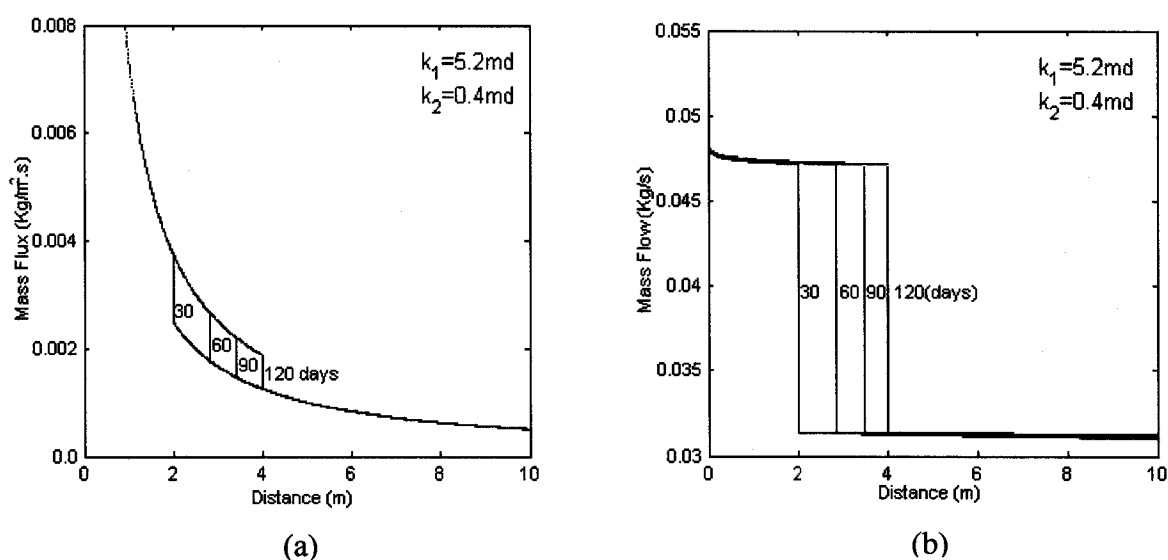 0.008
0.006
0.004
0.002
0.0
Mass Flux (Kg/m².s)
k₁=5.2md
k₂=0.4md
30
60
90
120 days
0
2
4
6
8
10
Distance (m)
(a)
0.055
0.05
0.045
0.04
0.035
0.03
Mass Flow(Kg/s)
k₁=5.2md
k₂=0.4md
30
60
90
120(days)
0
2
4
6
8
10
Distance (m)
(b)